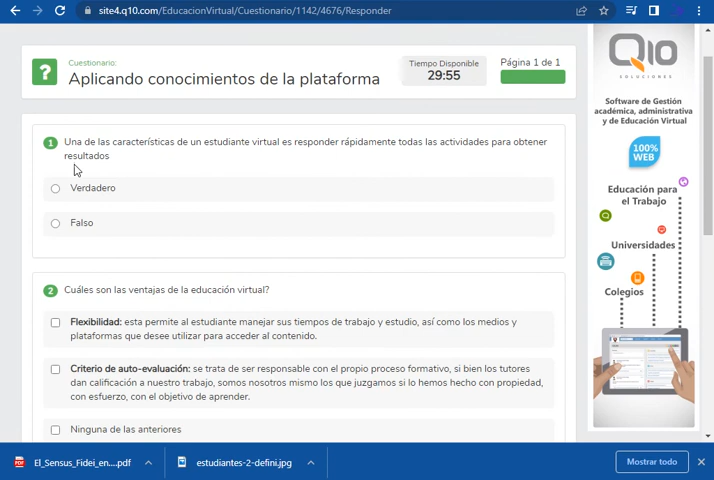 site4.q10.com/EducacionVirtual/Cuestionario/1142/4676/Responder
Cuestionario:
Aplicando conocimientos de la plataforma
Tiempo Disponible
29:55
Página 1 de 1
1 Una de las características de un estudiante virtual es responder rápidamente todas las actividades para obtener
resultados
Verdadero
Falso
2 Cuáles son las ventajas de la educación virtual?
Flexibilidad: esta permite al estudiante manejar sus tiempos de trabajo y estudio, así como los medios y
plataformas que desee utilizar para acceder al contenido.
Criterio de auto-evaluación: se trata de ser responsable con el propio proceso formativo, si bien los tutores
dan calificación a nuestro trabajo, somos nosotros mismo los que juzgamos si lo hemos hecho con propiedad,
con esfuerzo, con el objetivo de aprender.
Ninguna de las anteriores
Q10
SOLUCIONES
Software de Gestión
académica, administrativa
y de Educación Virtual
100%
WEB
Educación para
el Trabajo
Universidades
Colegios
El_Sensus_Fidei_en....pdf
estudiantes-2-defini.jpg
Mostrar todo